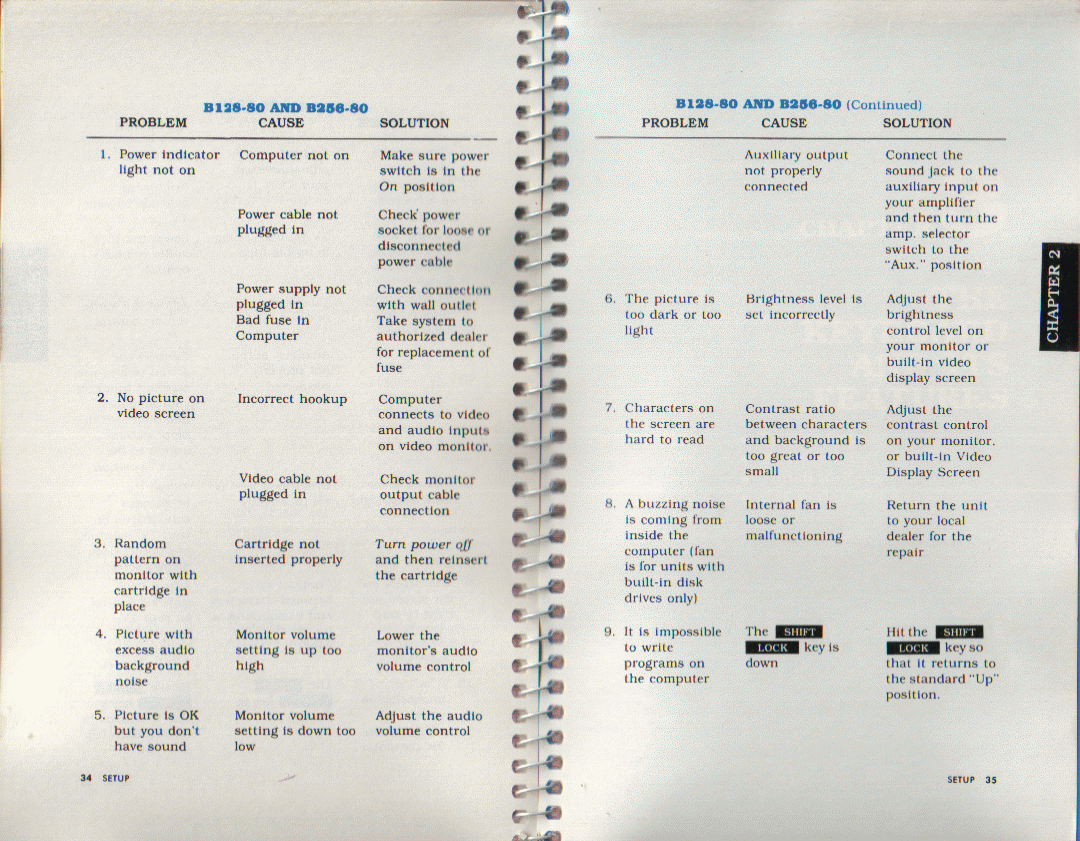 B128-80 AND B256-80
PROBLEM CAUSE SOLUTION
1. Power indicator Computer not on Make sure power
light not on switch is in the
On position
Power cable not Check power
plugged in socket for loose or
disconnected
power cable
Power supply not Check connection
plugged in with wall outlet
Bad fuse in Take system to
Computer authorized dealer
for replacement of
fuse
2. No picture on Incorrect hookup Computer
video screen connects to video
and audio inputs
on video monitor.
Video cable not Check monitor
plugged in output cable
connection
3. Random Cartridge not Turn power off
pattern on inserted properly and then reinsert
monitor with the cartridge
cartridge in
place
4. Picture with Monitor volume Lower the
excess audio setting is up too monitor's audio
background high volume control
noise
5. Picture is OK Monitor volume Adjust the audio
but you don't setting is down too volume control
have sound low
34 SETUP
B128-80 AND B256-80 (Continued)
PROBLEM CAUSE SOLUTION
Auxiliary output Connect the
not properly sound jack to the
connected auxiliary input on
your amplifier
and then turn the
amp. selector
switch to the
"Aux." position
6. The picture is Brightness level is Adjust the
too dark or too set incorrectly brightness
light control level on
your monitor or
built-in video
display screen
7. Characters on Contrast ratio Adjust the
the screen are between characters contrast control
hard to read and background is on your monitor.
too great or too or built-in Video
small Display Screen
8. A buzzing noise Internal fan is Return the unit
is coming from loose or to your local
inside the malfunctioning dealer for the
computer (fan repair
is for units with
built-in disk
drives only)
9. It is impossible The SHIFT Hit the SHIFT
to write LOCK key is LOCK key so
programs on down that it returns to
the computer the standard "Up"
position.
SETUP 35
CHAPTER 2